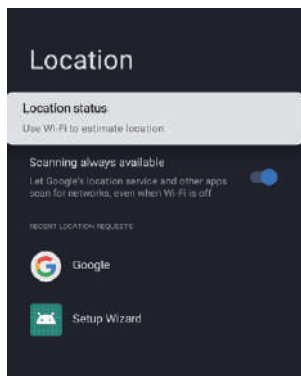 Location
Location status
Use Wi-Fi to estimate location
Scanning always available
Let Google's location service and other apps
scan for networks, even when Wi-Fi is off
RECENT LOCATION REQUESTS
Google
Setup Wizard